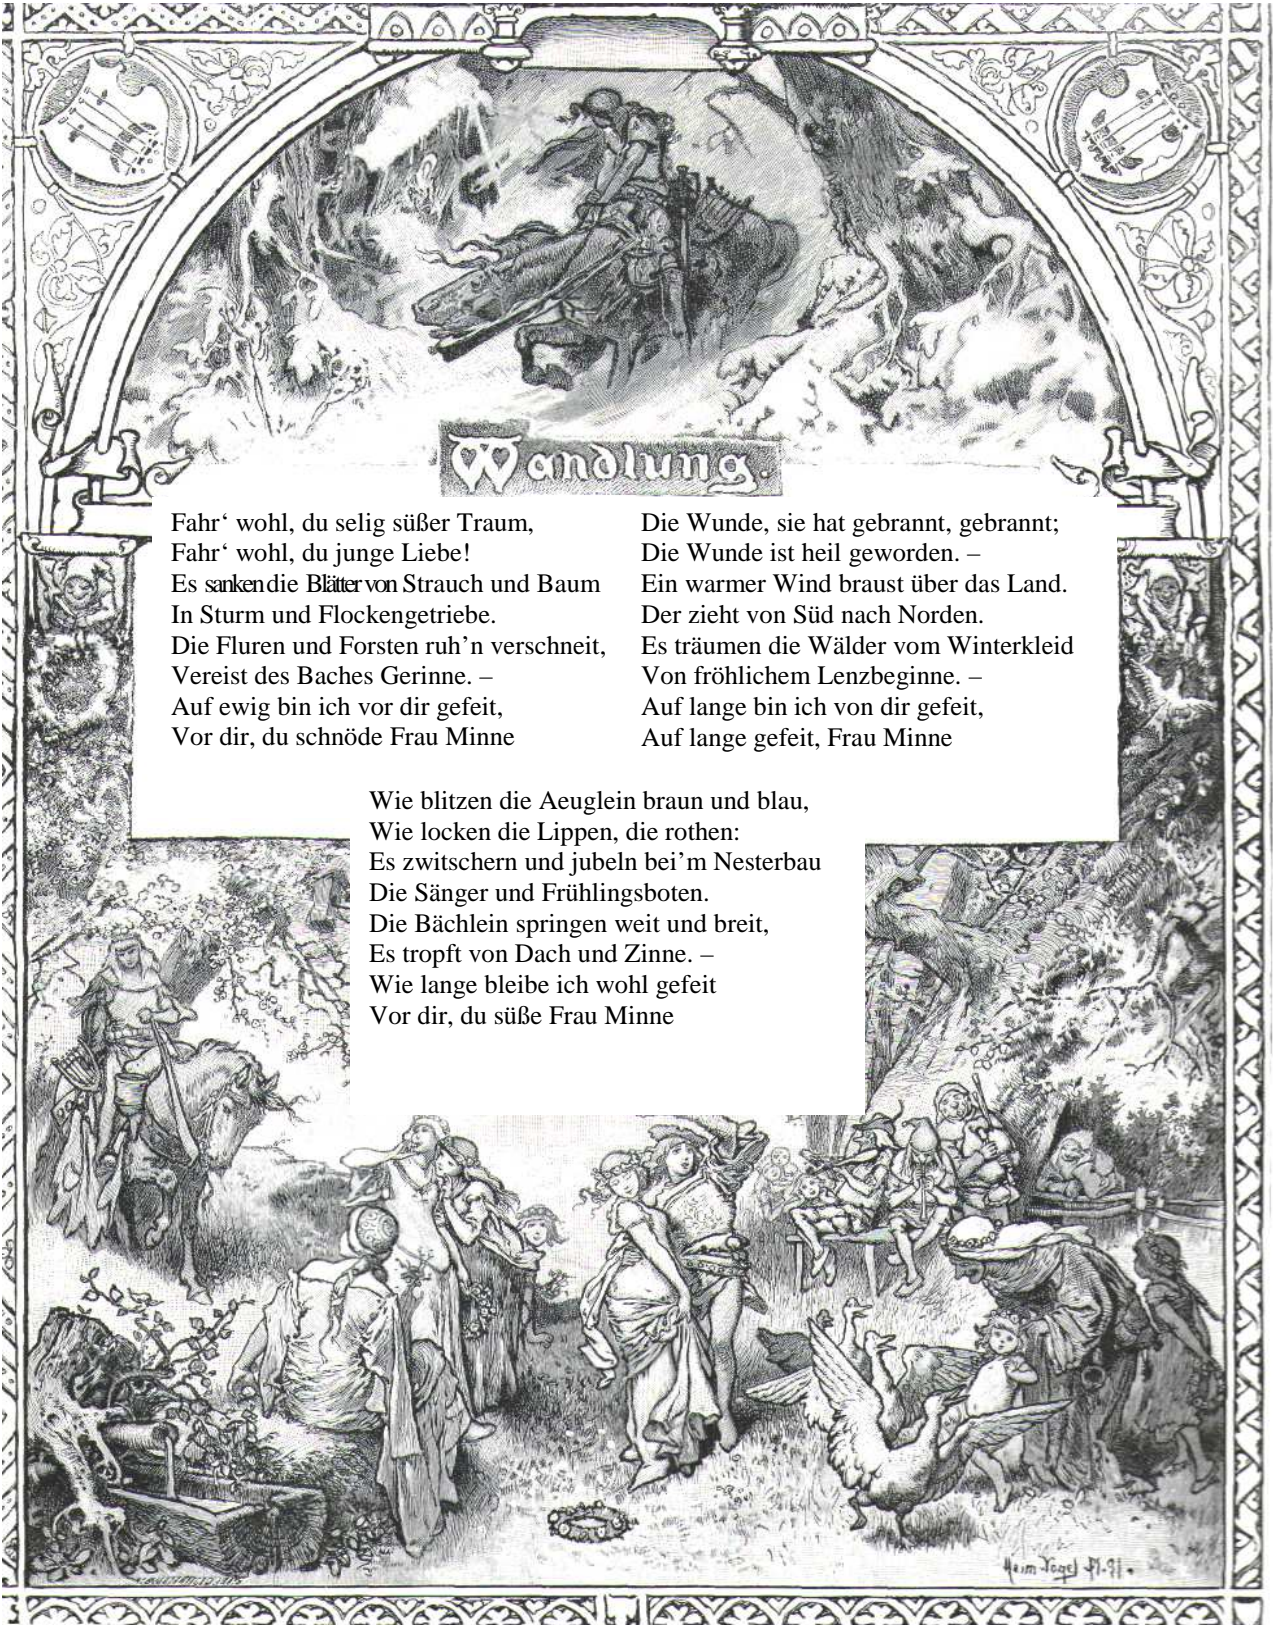 Wandlung.
Fahr‘ wohl, du selig süßer Traum,
Fahr‘ wohl, du junge Liebe!
Es sanken die Blätter von Strauch und Baum
In Sturm und Flockengetriebe.
Die Fluren und Forsten ruh’n verschneit,
Vereist des Baches Gerinne. –
Auf ewig bin ich vor dir gefeit,
Vor dir, du schnöde Frau Minne
Die Wunde, sie hat gebrannt, gebrannt;
Die Wunde ist heil geworden. –
Ein warmer Wind braust über das Land.
Der zieht von Süd nach Norden.
Es träumen die Wälder vom Winterkleid
Von fröhlichem Lenzbeginne. –
Auf lange bin ich von dir gefeit,
Auf lange gefeit, Frau Minne
Wie blitzen die Aeuglein braun und blau,
Wie locken die Lippen, die rothen:
Es zwitschern und jubeln bei’m Nesterbau
Die Sänger und Frühlingsboten.
Die Bächlein springen weit und breit,
Es tropft von Dach und Zinne. –
Wie lange bleibe ich wohl gefeit
Vor dir, du süße Frau Minne